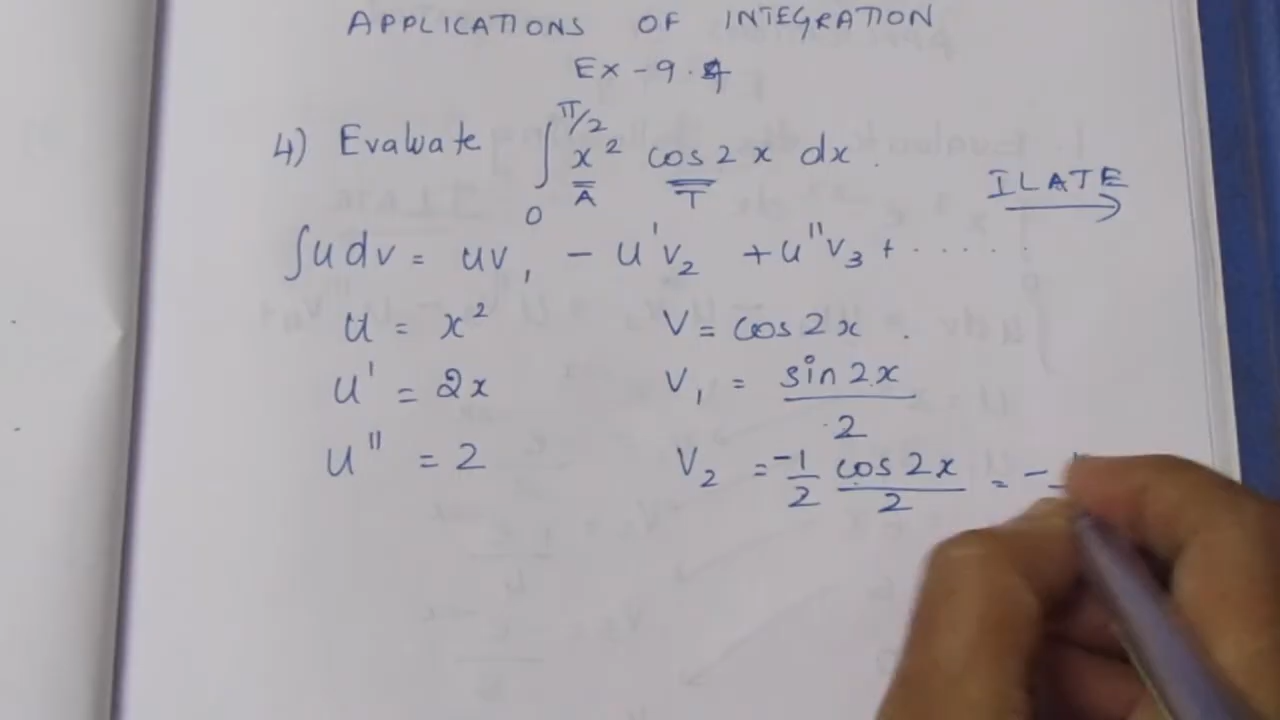 APPLICATIONS OF INTEGRATION
Ex - 9.4
4) Evaluate ∫₀^(π/2) x² cos 2x dx .
A T
ILATE
∫u dv = uv₁ - u'v₂ + u''v₃ + ......
u = x² V = cos 2x .
u' = 2x V₁ = sin 2x / 2
u'' = 2 V₂ = -1/2 cos 2x / 2 = -